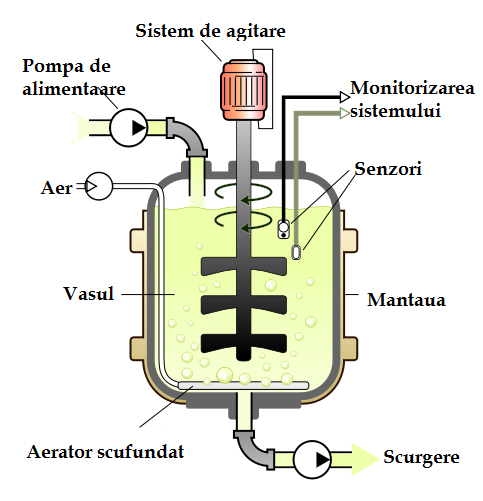 Sistem de agitare
Pompa de
alimentaare
Monitorizarea
sistemului
Senzori
Aer
Vasul
Mantaua
Aerator scufundat
Scurgere